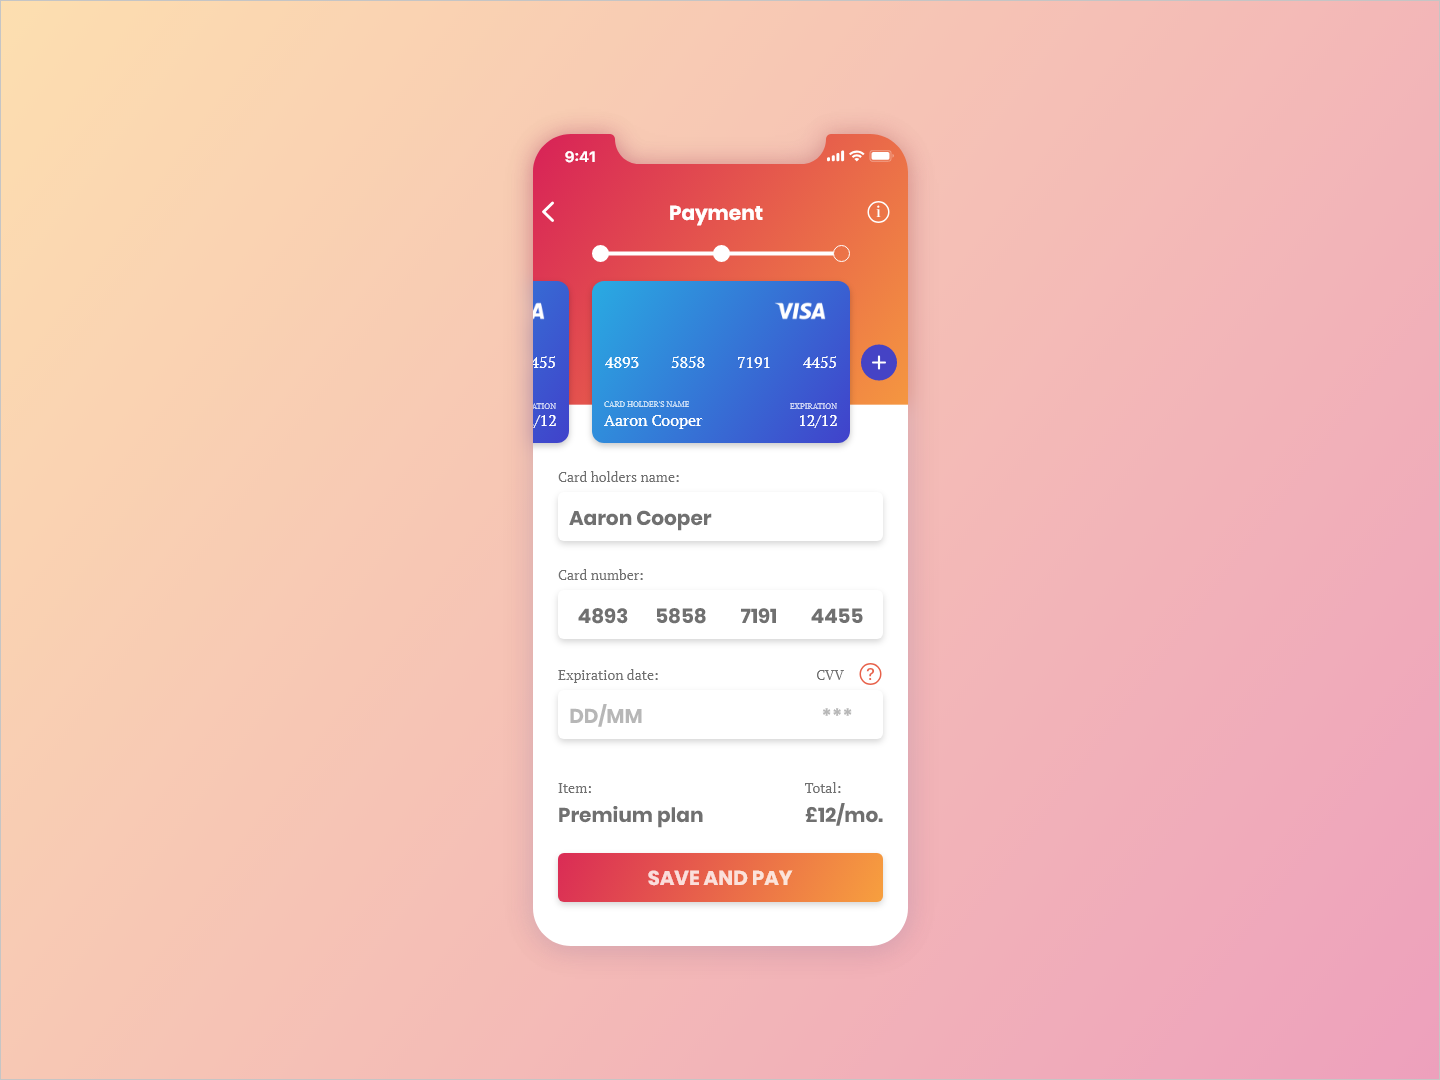 9:41
Payment
VISA
4893 5858 7191 4455
CARD HOLDER'S NAME EXPIRATION
Aaron Cooper 12/12
A
455
ATION
/12
Card holders name:
Aaron Cooper
Card number:
4893 5858 7191 4455
Expiration date: CVV ?
DD/MM ***
Item: Total:
Premium plan £12/mo.
SAVE AND PAY